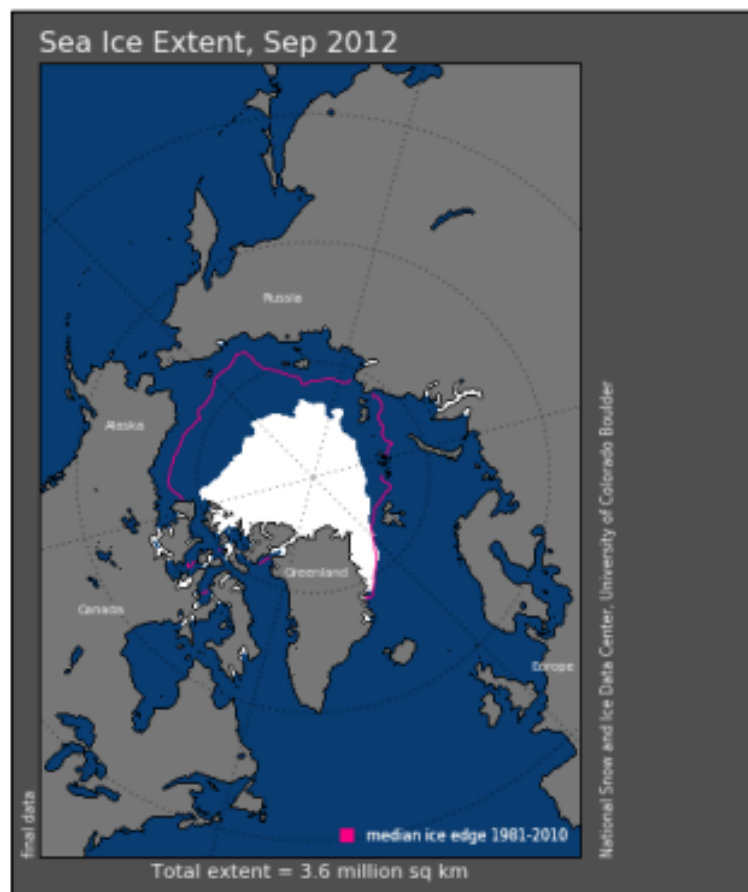 Sea Ice Extent, Sep 2012
Russia
Alaska
Greenland
Canada
Europe
median ice edge 1981-2010
final data
Total extent = 3.6 million sq km
National Snow and Ice Data Center, University of Colorado Boulder